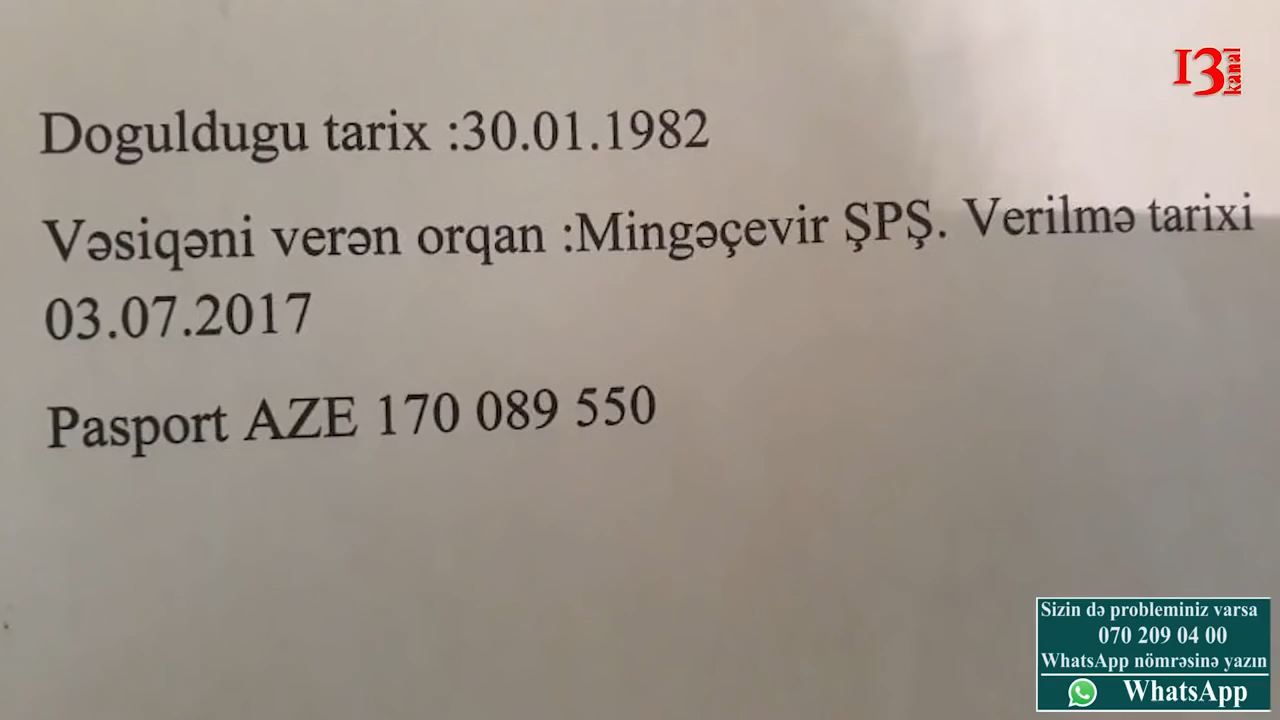 13 kanal
Doguldugu tarix :30.01.1982
Vəsiqəni verən orqan :Mingəçevir ŞPŞ. Verilmə tarixi
03.07.2017
Pasport AZE 170 089 550
Sizin də probleminiz varsa
070 209 04 00
WhatsApp nömrəsinə yazın
WhatsApp